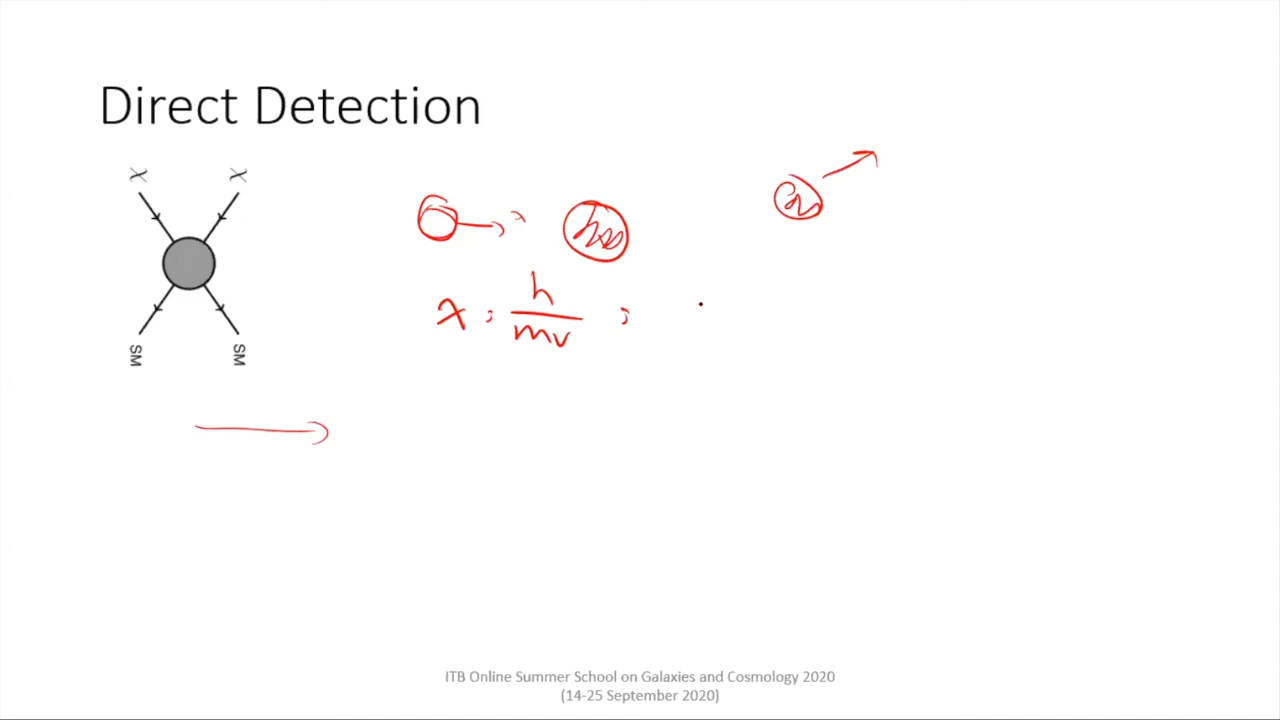 Direct Detection
χ χ
SM SM
λ = h / mv =
ITB Online Summer School on Galaxies and Cosmology 2020
(14-25 September 2020)